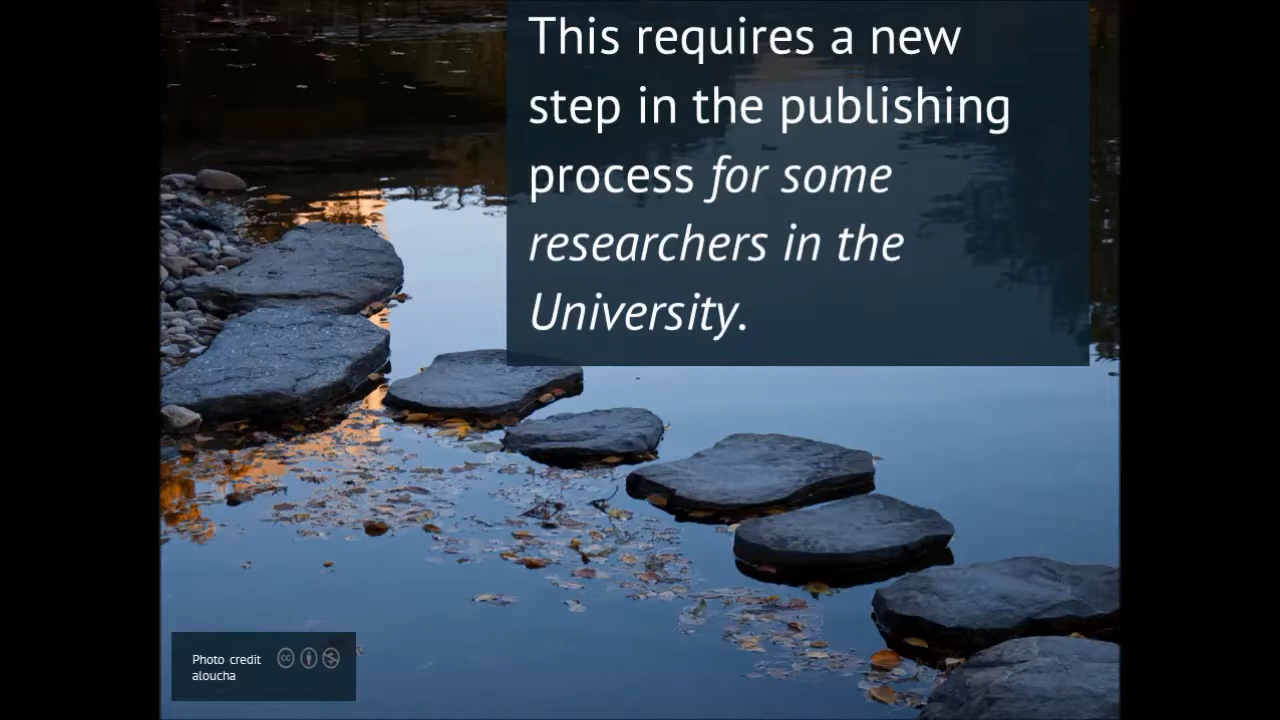 This requires a new
step in the publishing
process for some
researchers in the
University.
Photo credit
aloucha